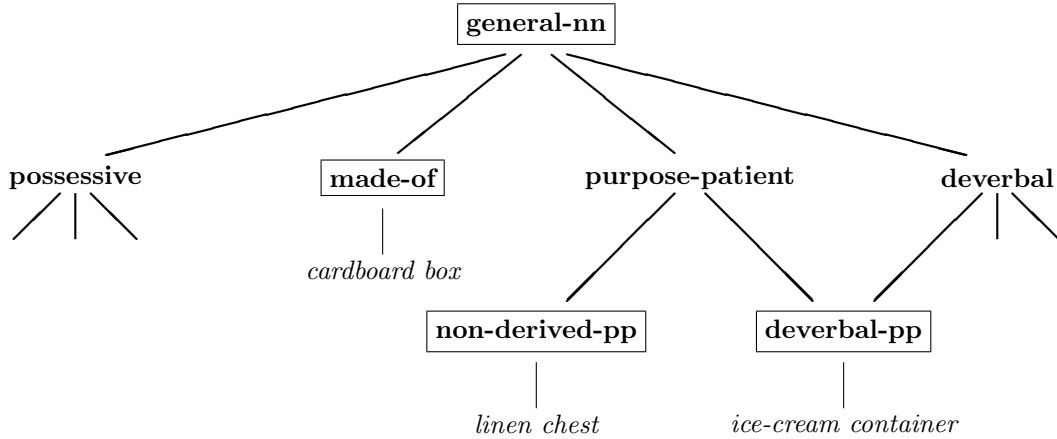 general-nn
possessive
made-of
purpose-patient
deverbal
cardboard box
non-derived-pp
deverbal-pp
linen chest
ice-cream container